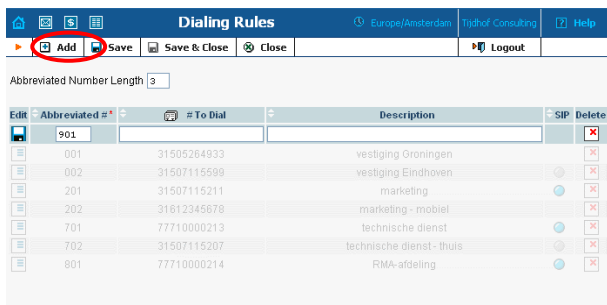 Dialing Rules Europe/Amsterdam Tijdhof Consulting Help
Add Save Save & Close Close Logout
Abbreviated Number Length 3
Edit Abbreviated #* # To Dial Description SIP Delete
901
001 31505264933 vestiging Groningen
002 31507115599 vestiging Eindhoven
201 31507115211 marketing
202 31612345678 marketing - mobiel
701 77710000213 technische dienst
702 31507115207 technische dienst - thuis
801 77710000214 RMA-afdeling